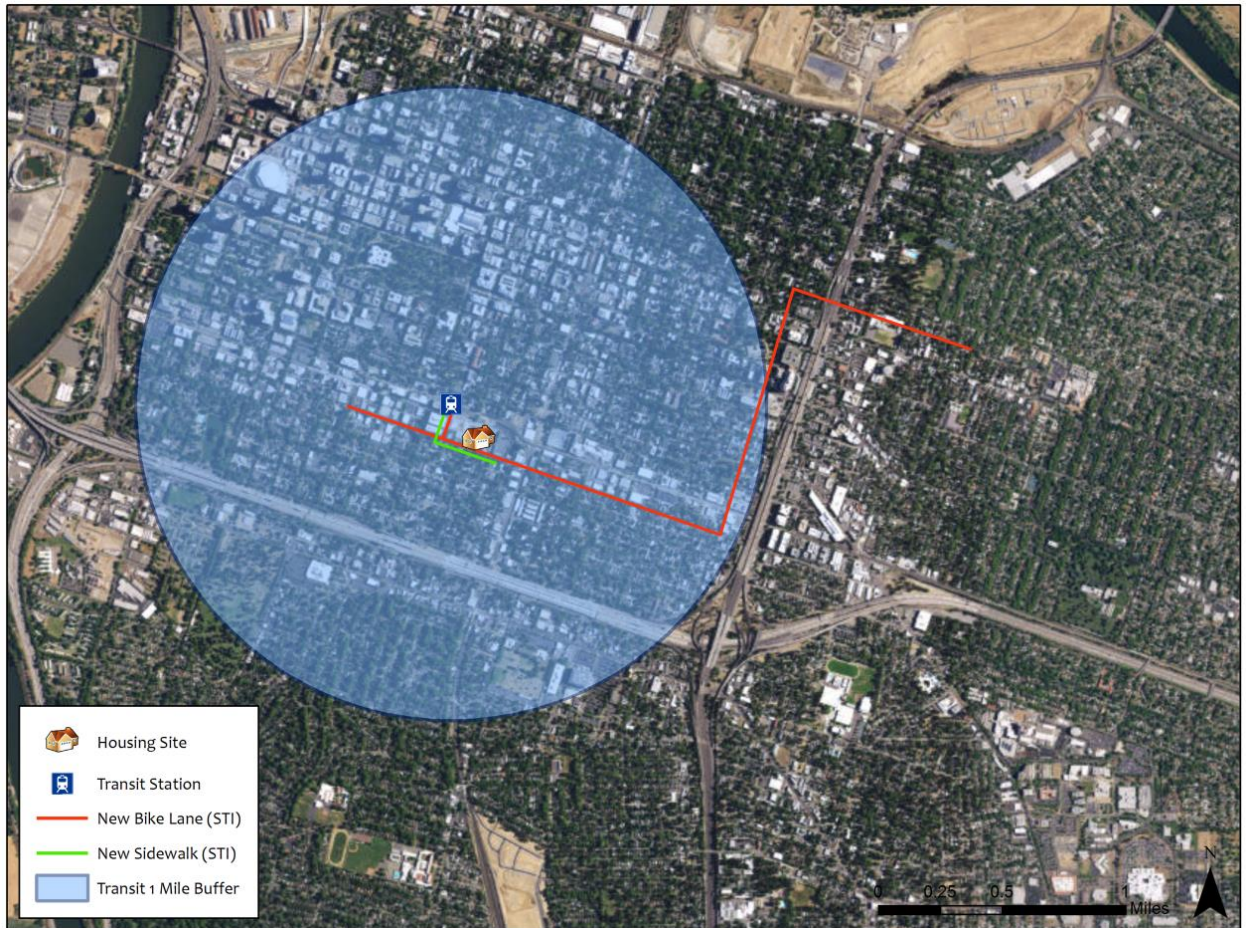 Housing Site
Transit Station
New Bike Lane (STI)
New Sidewalk (STI)
Transit 1 Mile Buffer
N
0 0.25 0.5 1
Miles